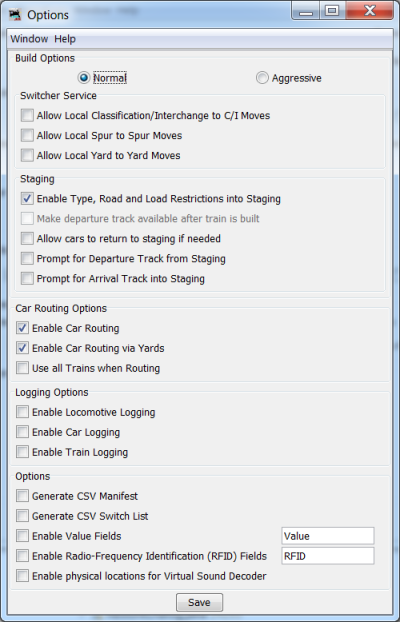 Options
Window Help
Build Options
Normal Aggressive
Switcher Service
Allow Local Classification/Interchange to C/I Moves
Allow Local Spur to Spur Moves
Allow Local Yard to Yard Moves
Staging
Enable Type, Road and Load Restrictions into Staging
Make departure track available after train is built
Allow cars to return to staging if needed
Prompt for Departure Track from Staging
Prompt for Arrival Track into Staging
Car Routing Options
Enable Car Routing
Enable Car Routing via Yards
Use all Trains when Routing
Logging Options
Enable Locomotive Logging
Enable Car Logging
Enable Train Logging
Options
Generate CSV Manifest
Generate CSV Switch List
Enable Value Fields Value
Enable Radio-Frequency Identification (RFID) Fields RFID
Enable physical locations for Virtual Sound Decoder
Save